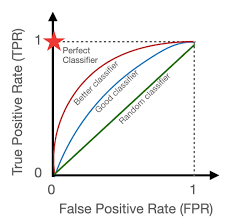 1
Perfect
Classifier
Better classifier
Good classifier
Random classifier
True Positive Rate (TPR)
0
0
1
False Positive Rate (FPR)